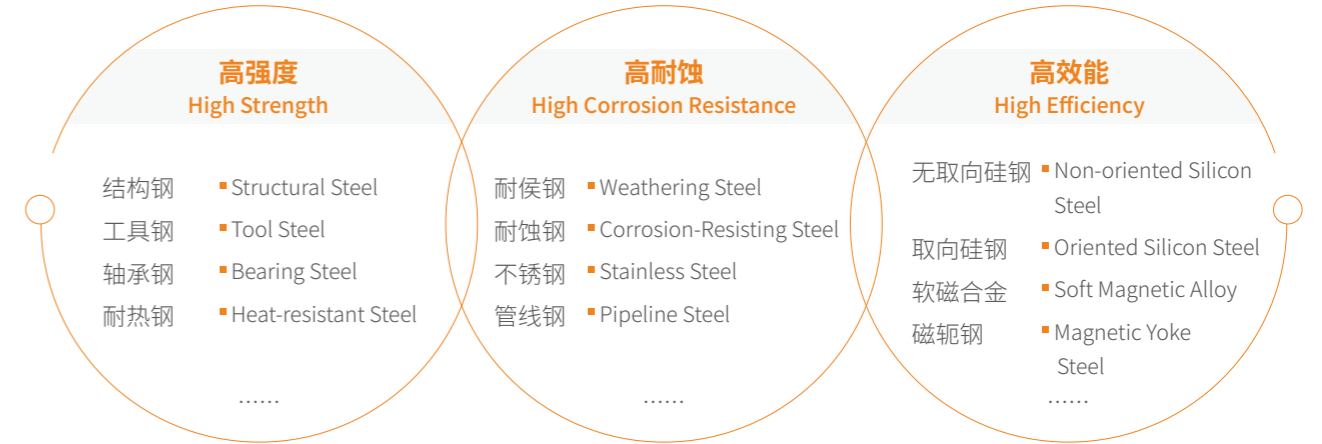 高强度
High Strength
结构钢 ▪ Structural Steel
工具钢 ▪ Tool Steel
轴承钢 ▪ Bearing Steel
耐热钢 ▪ Heat-resistant Steel
......
高耐蚀
High Corrosion Resistance
耐侯钢 ▪ Weathering Steel
耐蚀钢 ▪ Corrosion-Resisting Steel
不锈钢 ▪ Stainless Steel
管线钢 ▪ Pipeline Steel
......
高效能
High Efficiency
无取向硅钢 ▪ Non-oriented Silicon
Steel
取向硅钢 ▪ Oriented Silicon Steel
软磁合金 ▪ Soft Magnetic Alloy
磁轭钢 ▪ Magnetic Yoke
Steel
......